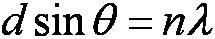 d sin θ = nλ